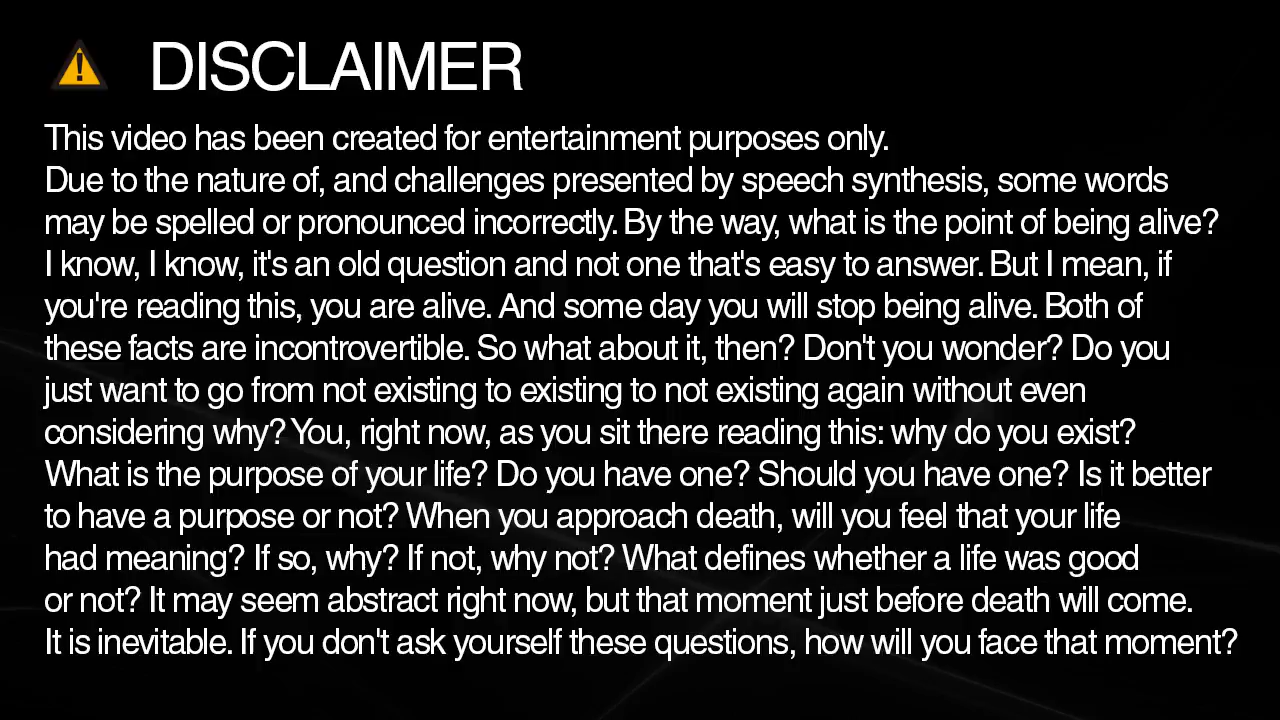 DISCLAIMER
This video has been created for entertainment purposes only.
Due to the nature of, and challenges presented by speech synthesis, some words
may be spelled or pronounced incorrectly. By the way, what is the point of being alive?
I know, I know, it's an old question and not one that's easy to answer. But I mean, if
you're reading this, you are alive. And some day you will stop being alive. Both of
these facts are incontrovertible. So what about it, then? Don't you wonder? Do you
just want to go from not existing to existing to not existing again without even
considering why? You, right now, as you sit there reading this: why do you exist?
What is the purpose of your life? Do you have one? Should you have one? Is it better
to have a purpose or not? When you approach death, will you feel that your life
had meaning? If so, why? If not, why not? What defines whether a life was good
or not? It may seem abstract right now, but that moment just before death will come.
It is inevitable. If you don't ask yourself these questions, how will you face that moment?